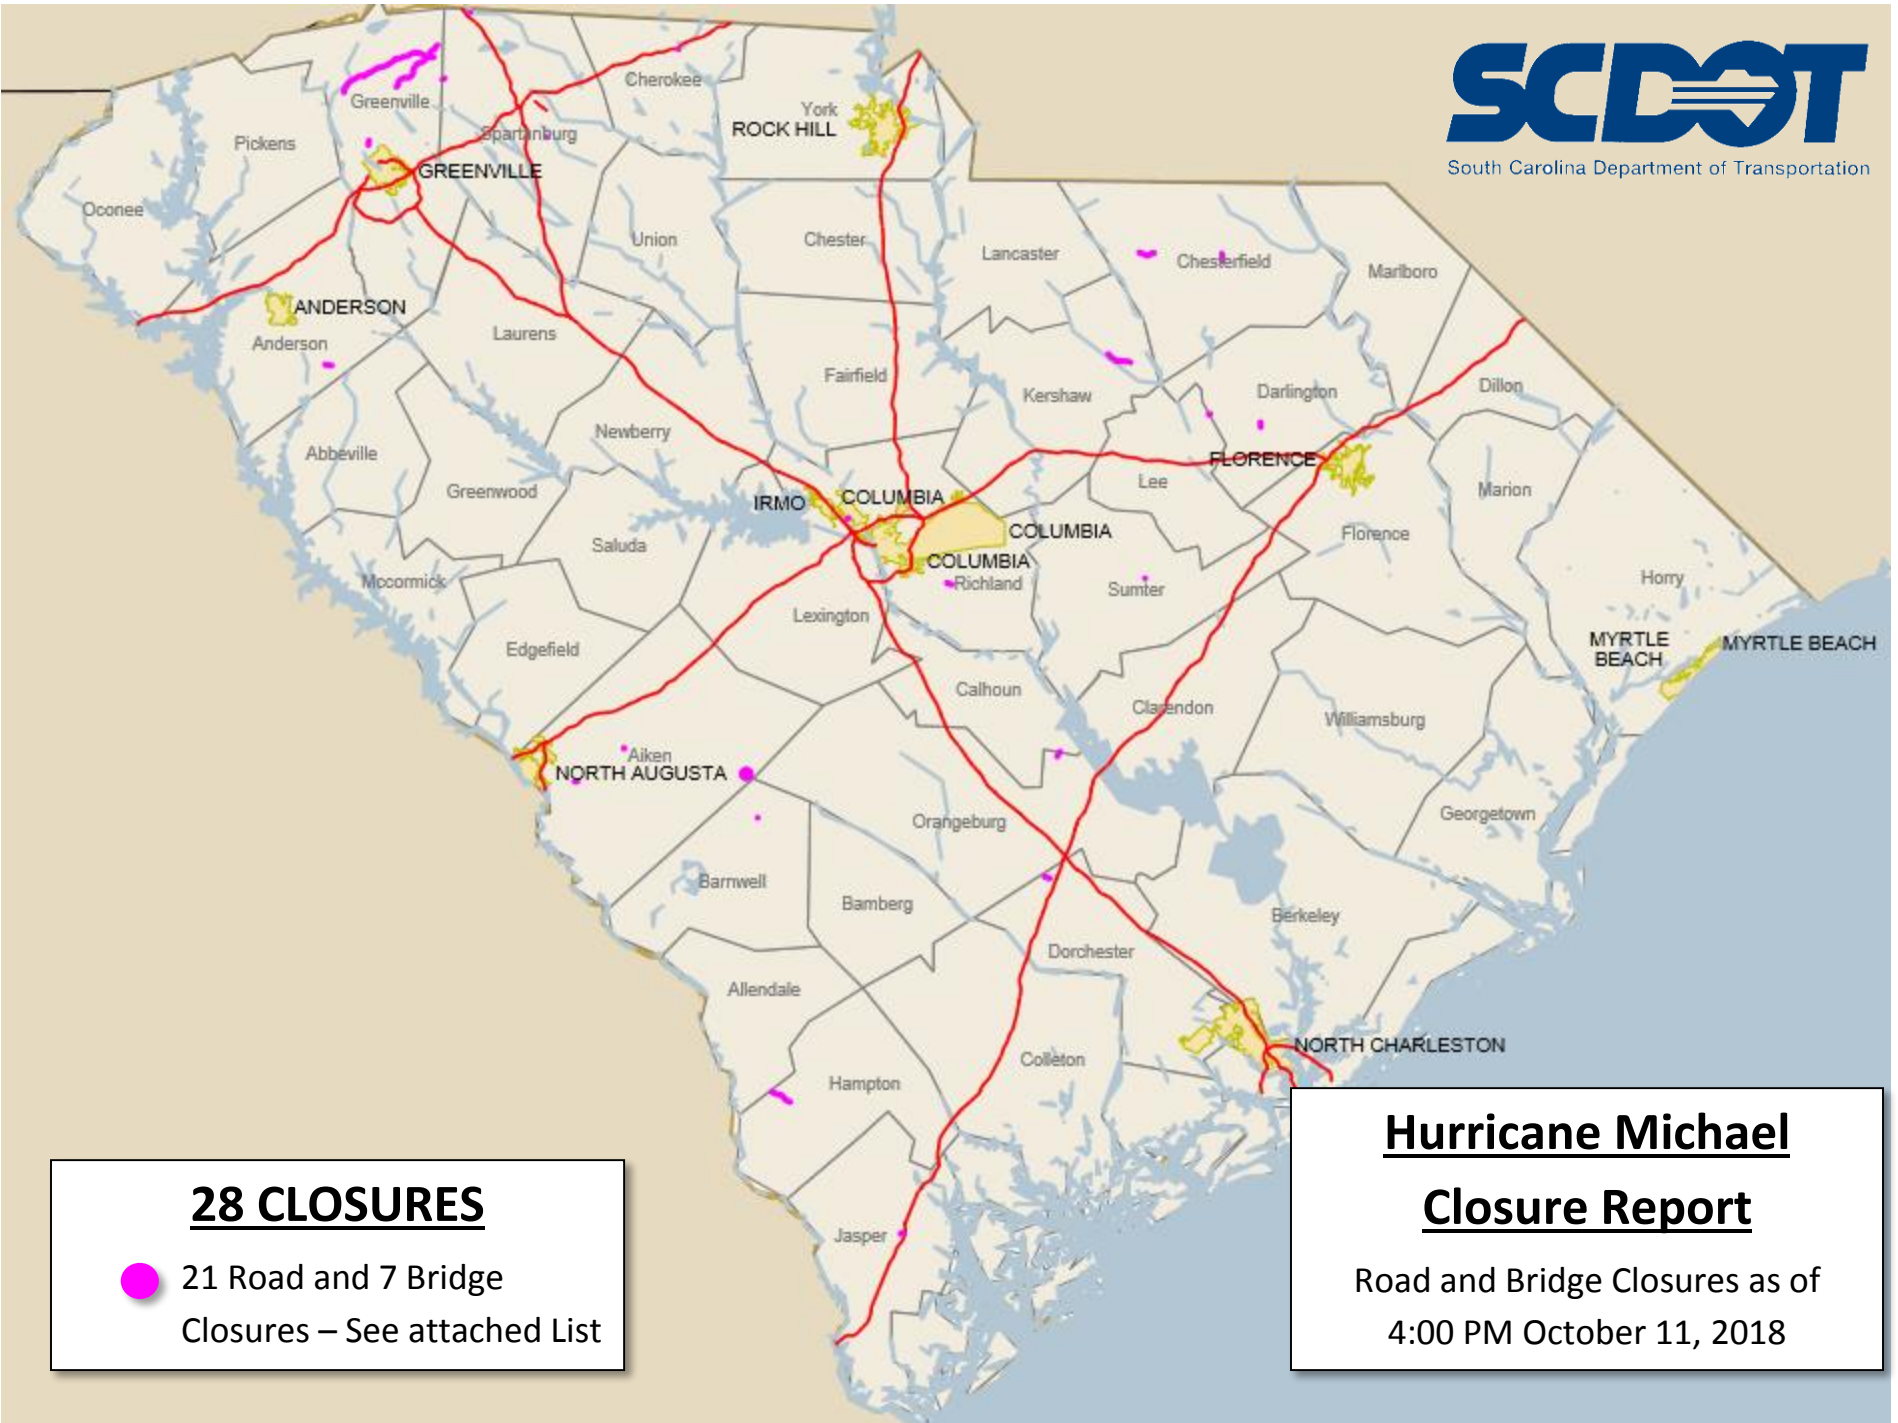 SCDOT
South Carolina Department of Transportation
Cherokee
Greenville
York
ROCK HILL
Spartanburg
Pickens
GREENVILLE
Oconee
Union
Chester
Lancaster
Chesterfield
Marlboro
ANDERSON
Anderson
Laurens
Fairfield
Kershaw
Darlington
Dillon
Newberry
Abbeville
FLORENCE
Greenwood
Lee
Marion
IRMO
COLUMBIA
COLUMBIA
Saluda
Florence
COLUMBIA
Richland
Mccormick
Sumter
Horry
Lexington
Edgefield
MYRTLE
BEACH
MYRTLE BEACH
Calhoun
Clarendon
Williamsburg
Aiken
NORTH AUGUSTA
Orangeburg
Georgetown
Barnwell
Bamberg
Berkeley
Dorchester
Allendale
NORTH CHARLESTON
Colleton
Hampton
Jasper
28 CLOSURES
21 Road and 7 Bridge
Closures – See attached List
Hurricane Michael
Closure Report
Road and Bridge Closures as of
4:00 PM October 11, 2018